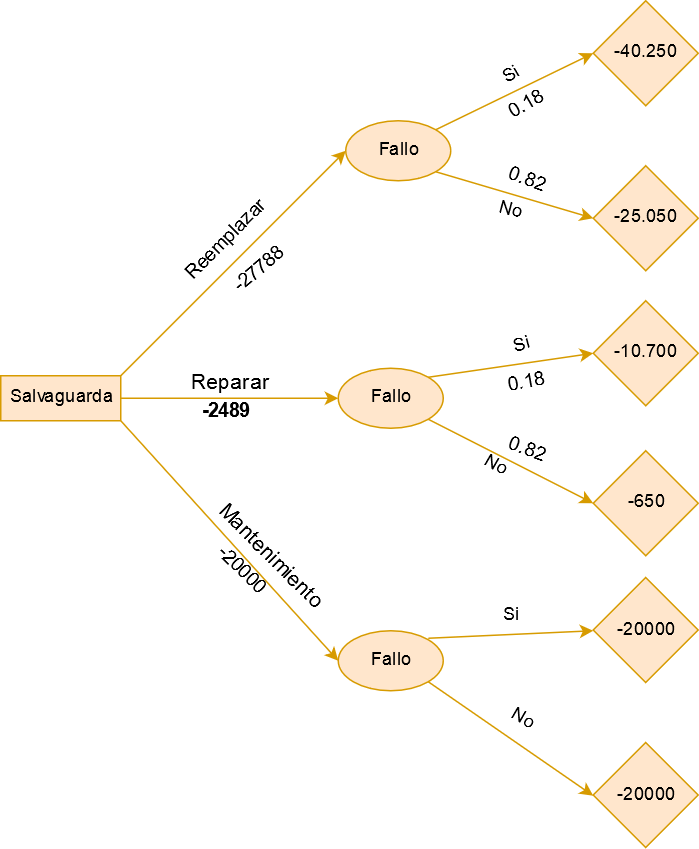 -40.250
Si
0.18
Fallo
0.82
No
-25.050
Reemplazar
-27788
-10.700
Si
0.18
Salvaguarda
Reparar
-2489
Fallo
0.82
No
-650
Mantenimiento
-20000
Si
-20000
Fallo
No
-20000